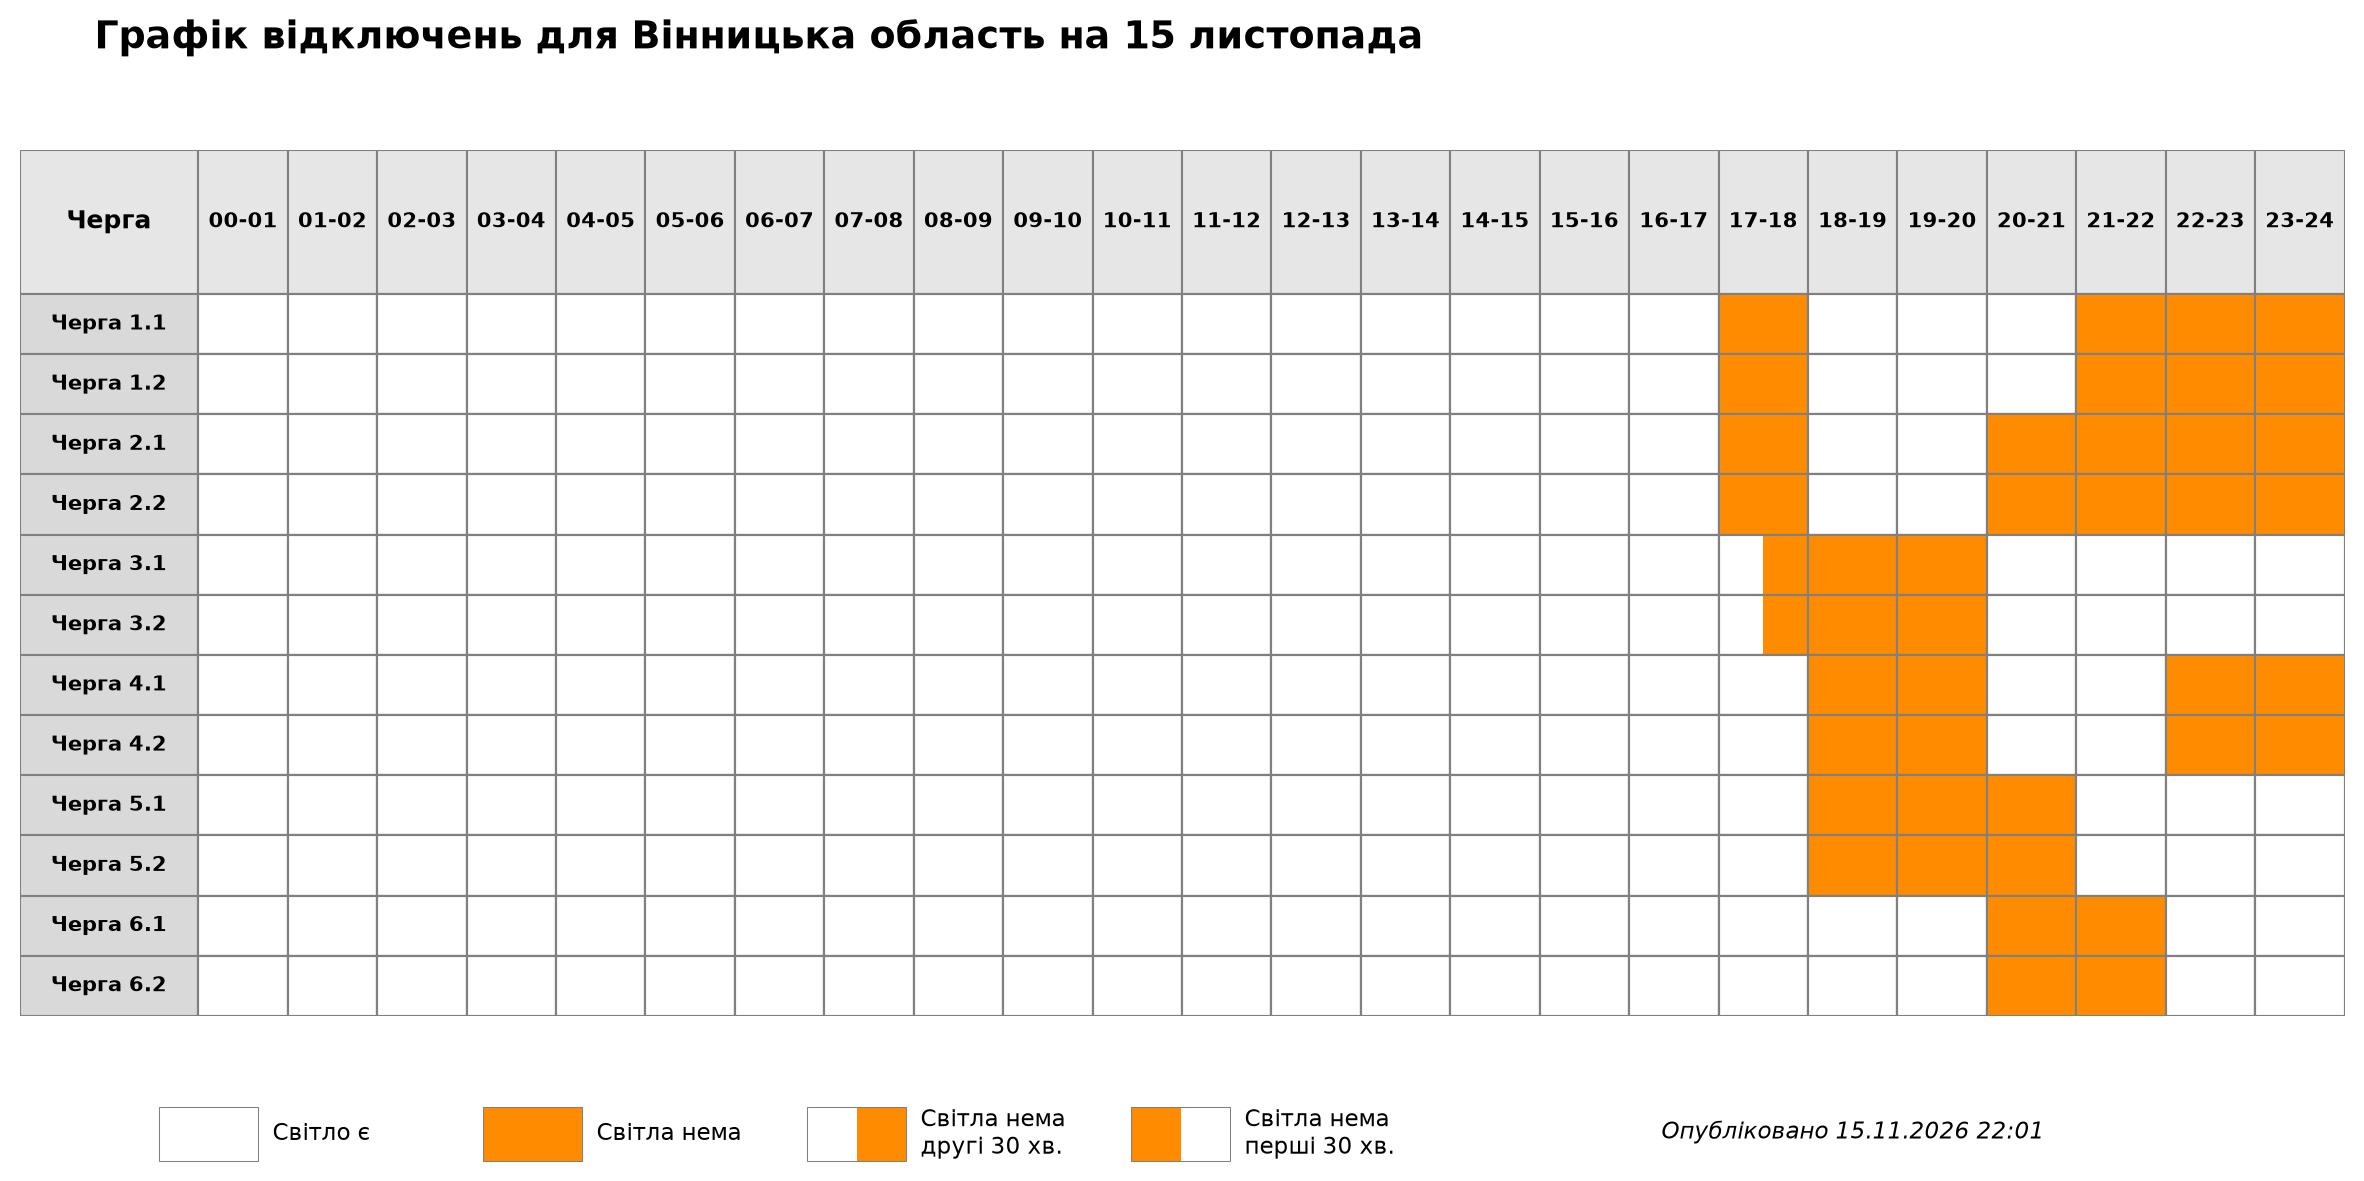 Графік відключень для Вінницька область на 15 листопада
Черга 00-01 01-02 02-03 03-04 04-05 05-06 06-07 07-08 08-09 09-10 10-11 11-12 12-13 13-14 14-15 15-16 16-17 17-18 18-19 19-20 20-21 21-22 22-23 23-24
Черга 1.1
Черга 1.2
Черга 2.1
Черга 2.2
Черга 3.1
Черга 3.2
Черга 4.1
Черга 4.2
Черга 5.1
Черга 5.2
Черга 6.1
Черга 6.2
Світло є
Світла нема
Світла нема
другі 30 хв.
Світла нема
перші 30 хв.
Опубліковано 15.11.2026 22:01